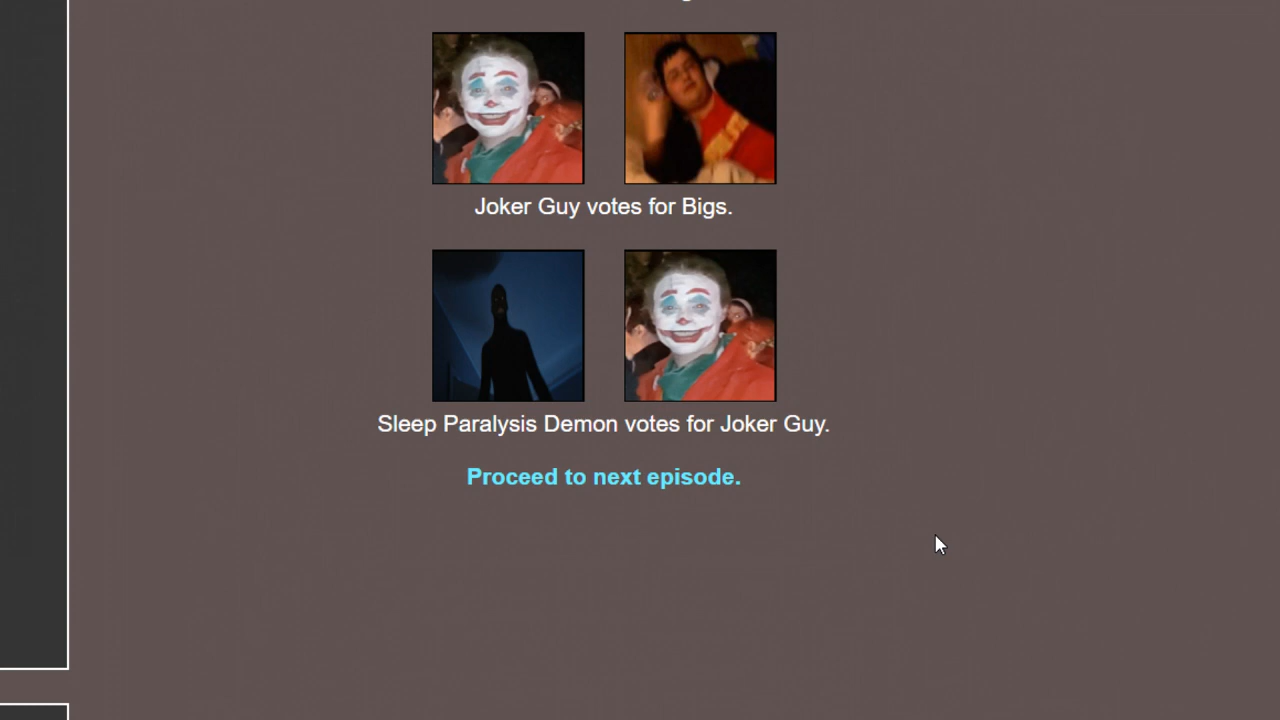 Joker Guy votes for Bigs.
Sleep Paralysis Demon votes for Joker Guy.
Proceed to next episode.